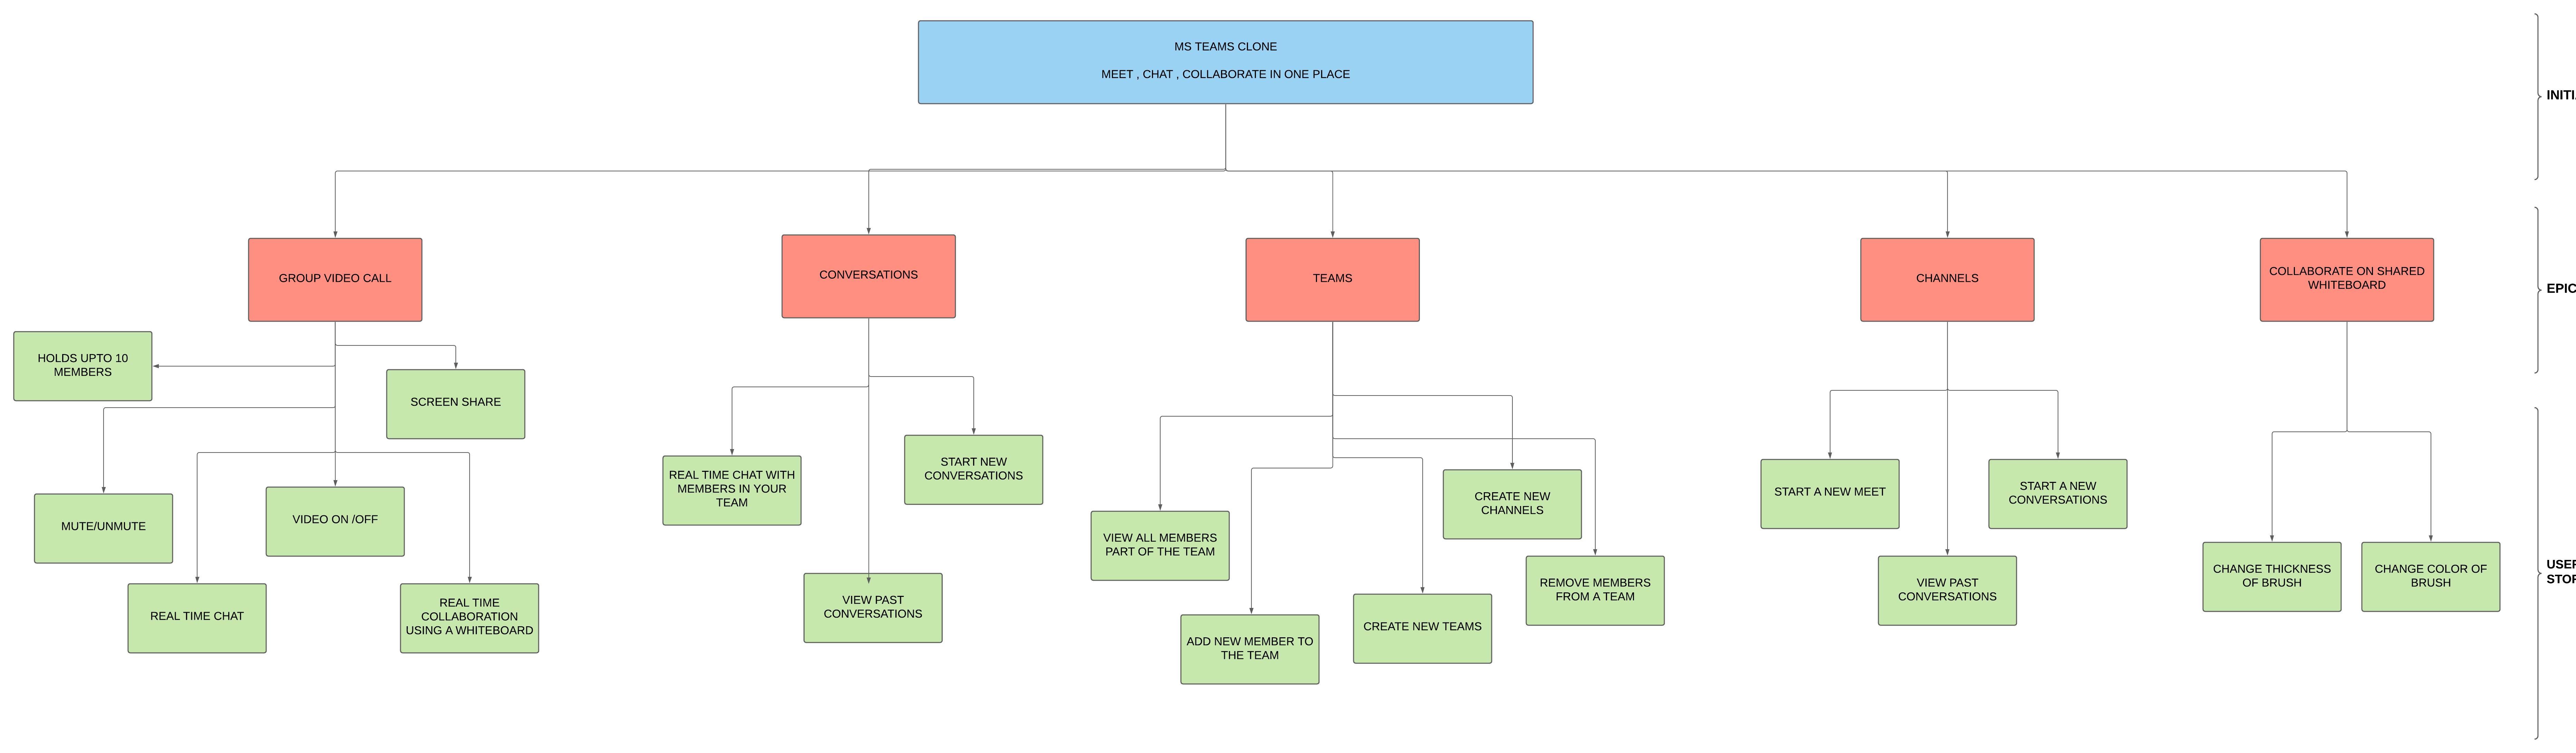 MS TEAMS CLONE
MEET , CHAT , COLLABORATE IN ONE PLACE
GROUP VIDEO CALL
CONVERSATIONS
TEAMS
CHANNELS
COLLABORATE ON SHARED
WHITEBOARD
HOLDS UPTO 10
MEMBERS
SCREEN SHARE
MUTE/UNMUTE
VIDEO ON /OFF
REAL TIME CHAT
REAL TIME
COLLABORATION
USING A WHITEBOARD
REAL TIME CHAT WITH
MEMBERS IN YOUR
TEAM
START NEW
CONVERSATIONS
VIEW PAST
CONVERSATIONS
VIEW ALL MEMBERS
PART OF THE TEAM
CREATE NEW
CHANNELS
ADD NEW MEMBER TO
THE TEAM
CREATE NEW TEAMS
REMOVE MEMBERS
FROM A TEAM
START A NEW MEET
START A NEW
CONVERSATIONS
VIEW PAST
CONVERSATIONS
CHANGE THICKNESS
OF BRUSH
CHANGE COLOR OF
BRUSH